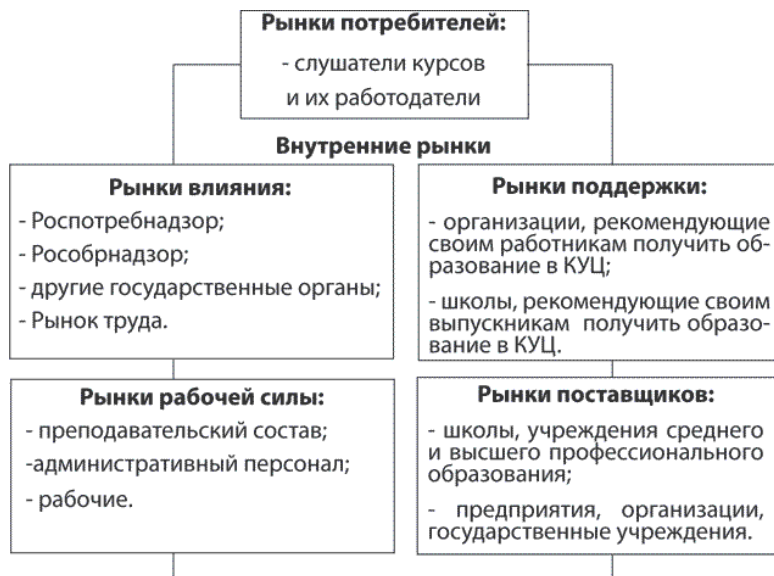 Рынки потребителей:
- слушатели курсов
и их работодатели
Внутренние рынки
Рынки влияния:
- Роспотребнадзор;
- Рособрнадзор;
- другие государственные органы;
- Рынок труда.
Рынки поддержки:
- организации, рекомендующие
своим работникам получить об-
разование в КУЦ;
- школы, рекомендующие своим
выпускникам получить образо-
вание в КУЦ.
Рынки рабочей силы:
- преподавательский состав;
-административный персонал;
- рабочие.
Рынки поставщиков:
- школы, учреждения среднего
и высшего профессионального
образования;
- предприятия, организации,
государственные учреждения.